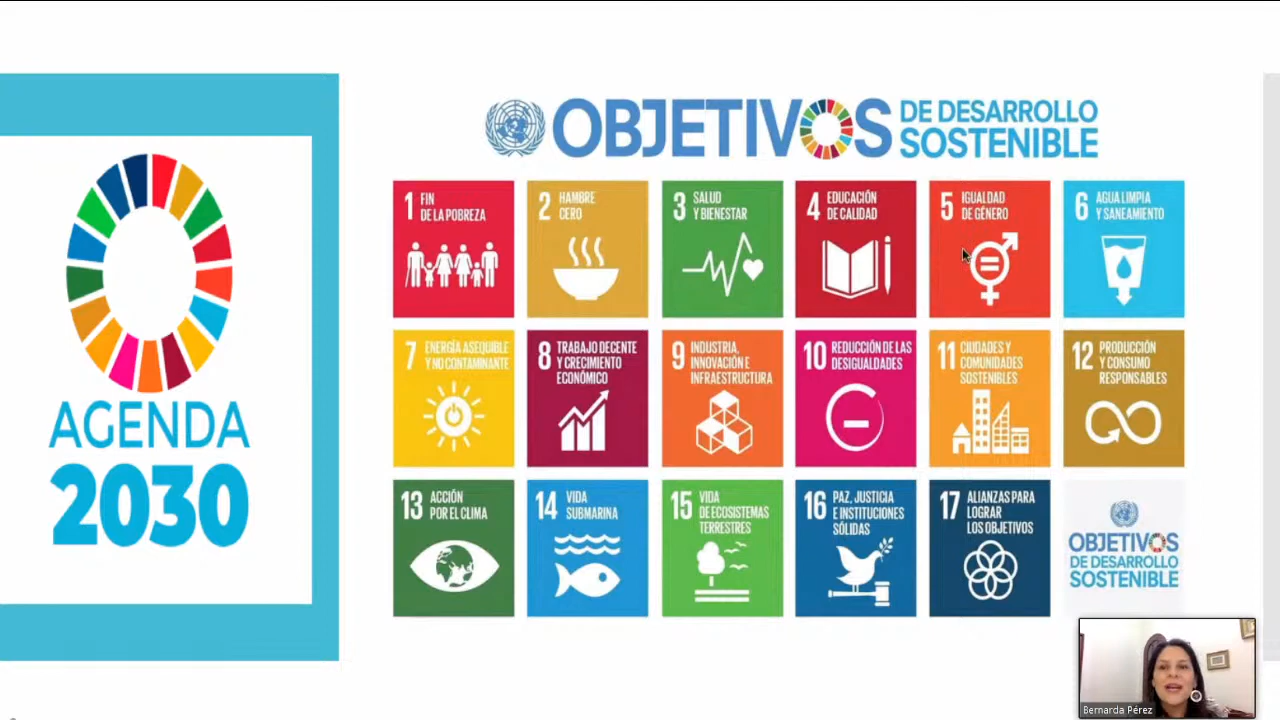 OBJETIVOS DE DESARROLLO
SOSTENIBLE
AGENDA
2030
1 FIN
DE LA POBREZA
2 HAMBRE
CERO
3 SALUD
Y BIENESTAR
4 EDUCACIÓN
DE CALIDAD
5 IGUALDAD
DE GÉNERO
6 AGUA LIMPIA
Y SANEAMIENTO
7 ENERGÍA ASEQUIBLE
Y NO CONTAMINANTE
8 TRABAJO DECENTE
Y CRECIMIENTO
ECONÓMICO
9 INDUSTRIA,
INNOVACIÓN E
INFRAESTRUCTURA
10 REDUCCIÓN DE LAS
DESIGUALDADES
11 CIUDADES Y
COMUNIDADES
SOSTENIBLES
12 PRODUCCIÓN
Y CONSUMO
RESPONSABLES
13 ACCIÓN
POR EL CLIMA
14 VIDA
SUBMARINA
15 VIDA
DE ECOSISTEMAS
TERRESTRES
16 PAZ, JUSTICIA
E INSTITUCIONES
SÓLIDAS
17 ALIANZAS PARA
LOGRAR
LOS OBJETIVOS
OBJETIVOS
DE DESARROLLO
SOSTENIBLE
Bernarda Pérez